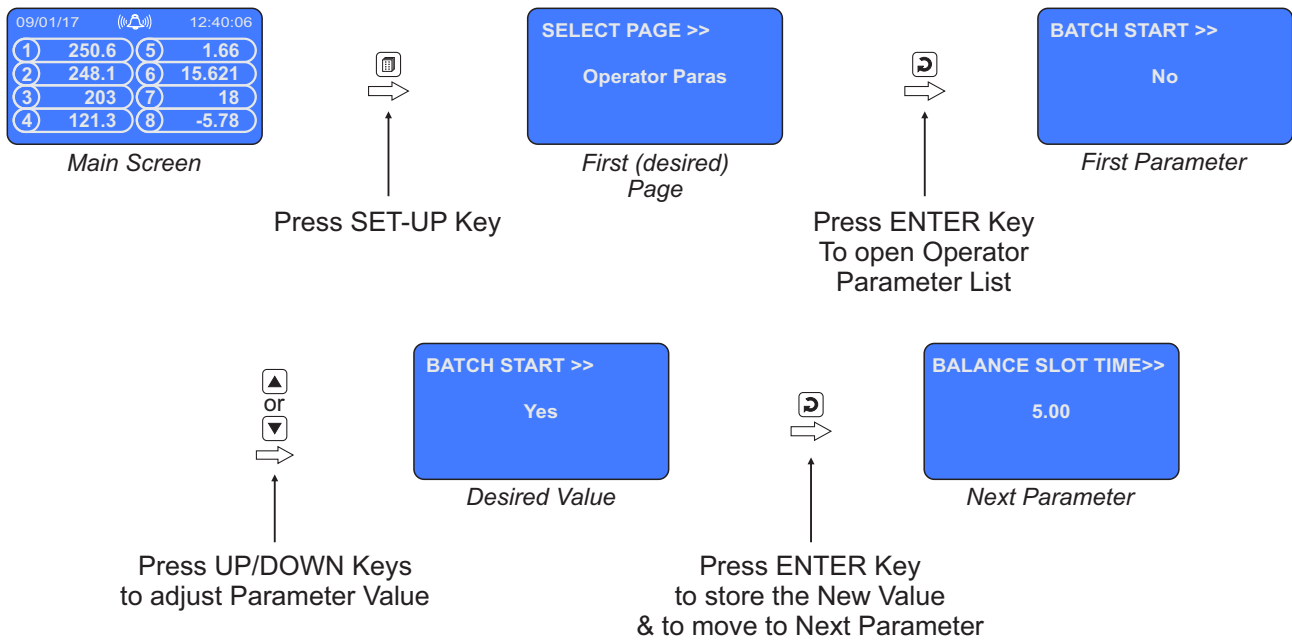 09/01/17 12:40:06
1 250.6 5 1.66
2 248.1 6 15.621
3 203 7 18
4 121.3 8 -5.78
Main Screen
Press SET-UP Key
SELECT PAGE >>
Operator Paras
First (desired)
Page
Press ENTER Key
To open Operator
Parameter List
BATCH START >>
No
First Parameter
or
Press UP/DOWN Keys
to adjust Parameter Value
BATCH START >>
Yes
Desired Value
Press ENTER Key
to store the New Value
& to move to Next Parameter
BALANCE SLOT TIME>>
5.00
Next Parameter